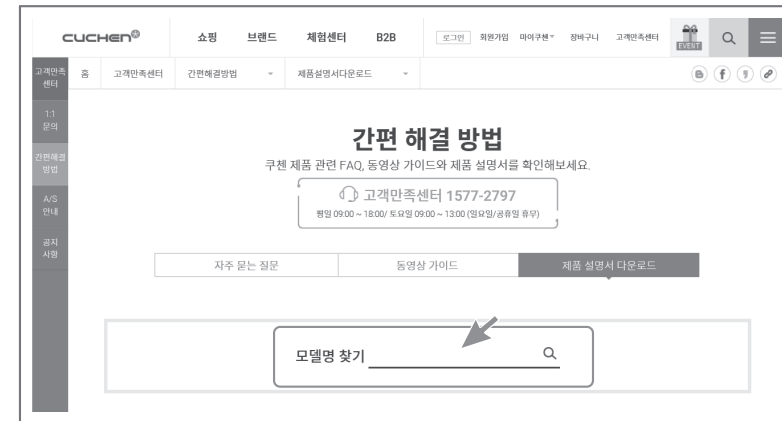 CUCHEN
쇼핑 브랜드 체험센터 B2B
로그인 회원가입 마이쿠첸 장바구니 고객만족센터
EVENT
고객만족
센터
홈 고객만족센터 간편해결방법 제품설명서다운로드
1:1
문의
간편해결
방법
A/S
안내
공지
사항
간편 해결 방법
쿠첸 제품 관련 FAQ, 동영상 가이드와 제품 설명서를 확인해보세요.
고객만족센터 1577-2797
평일 09:00 ~ 18:00/ 토요일 09:00 ~ 13:00 (일요일/공휴일 휴무)
자주 묻는 질문 동영상 가이드 제품 설명서 다운로드
모델명 찾기